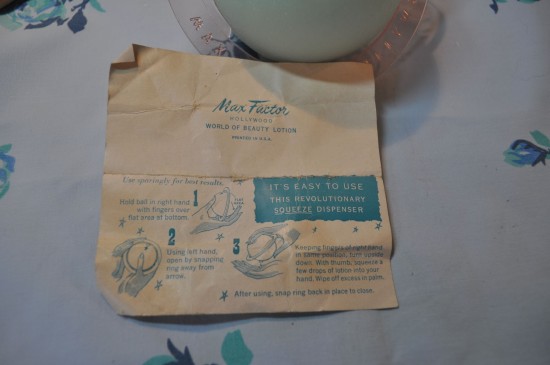 Max Factor
HOLLYWOOD
WORLD OF BEAUTY LOTION
PRINTED IN U.S.A.
Use sparingly for best results.
IT'S EASY TO USE
THIS REVOLUTIONARY
SQUEEZE DISPENSER
1
Hold ball in right hand
with fingers over
flat area at bottom.
2
Using left hand,
open by snapping
ring away from
arrow.
3
Keeping fingers of right hand
in same position, turn upside
down. With thumb, squeeze a
few drops of lotion into your
hand. Wipe off excess in palm.
After using, snap ring back in place to close.